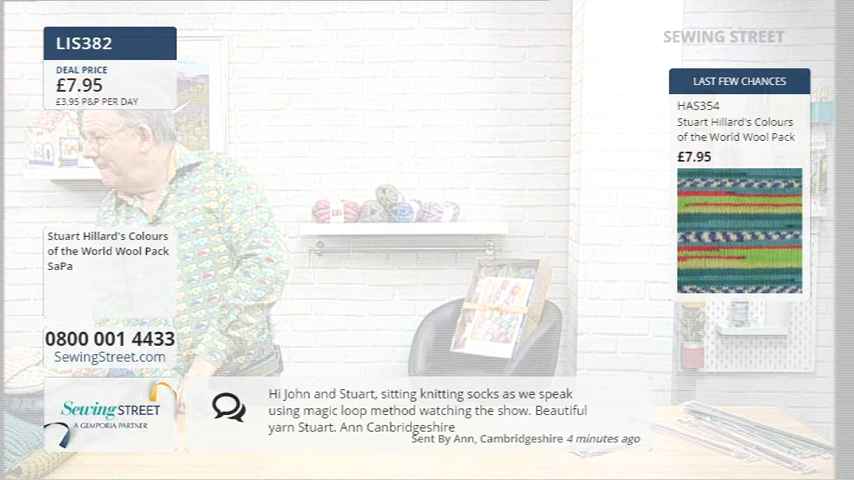 LIS382
DEAL PRICE
£7.95
£3.95 P&P PER DAY
Stuart Hillard's Colours
of the World Wool Pack
SaPa
0800 001 4433
SewingStreet.com
Sewing STREET
A GEMPORIA PARTNER
SEWING STREET
LAST FEW CHANCES
HAS354
Stuart Hillard's Colours
of the World Wool Pack
£7.95
Hi John and Stuart, sitting knitting socks as we speak
using magic loop method watching the show. Beautiful
yarn Stuart. Ann Canbridgeshire
Sent By Ann, Cambridgeshire 4 minutes ago